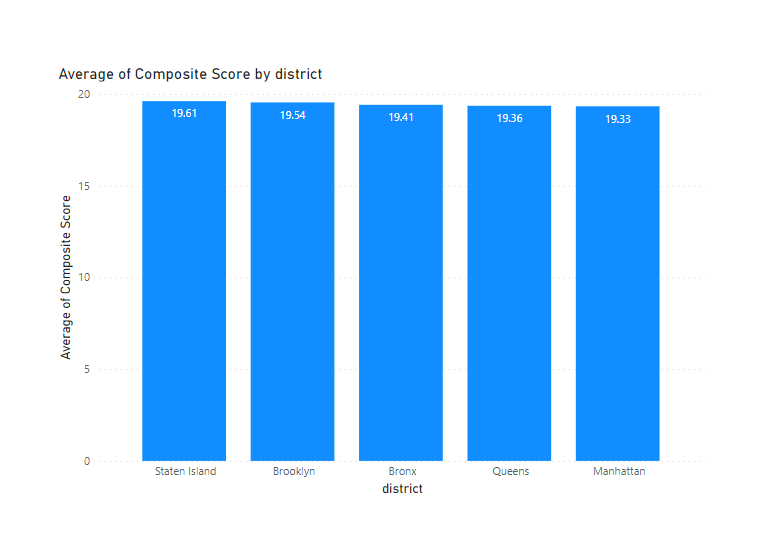 Average of Composite Score by district
20
15
10
5
0
Average of Composite Score
19.61
19.54
19.41
19.36
19.33
Staten Island
Brooklyn
Bronx
Queens
Manhattan
district